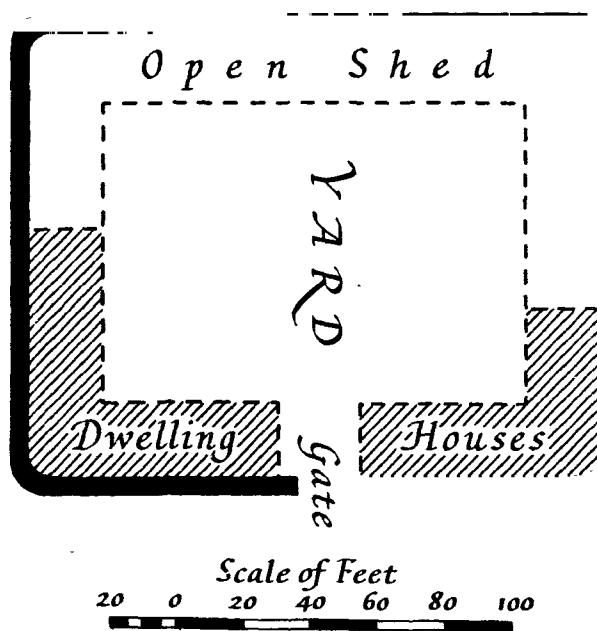 Open Shed
YARD
Dwelling
Houses
Gate
Scale of Feet
20 0 20 40 60 80 100